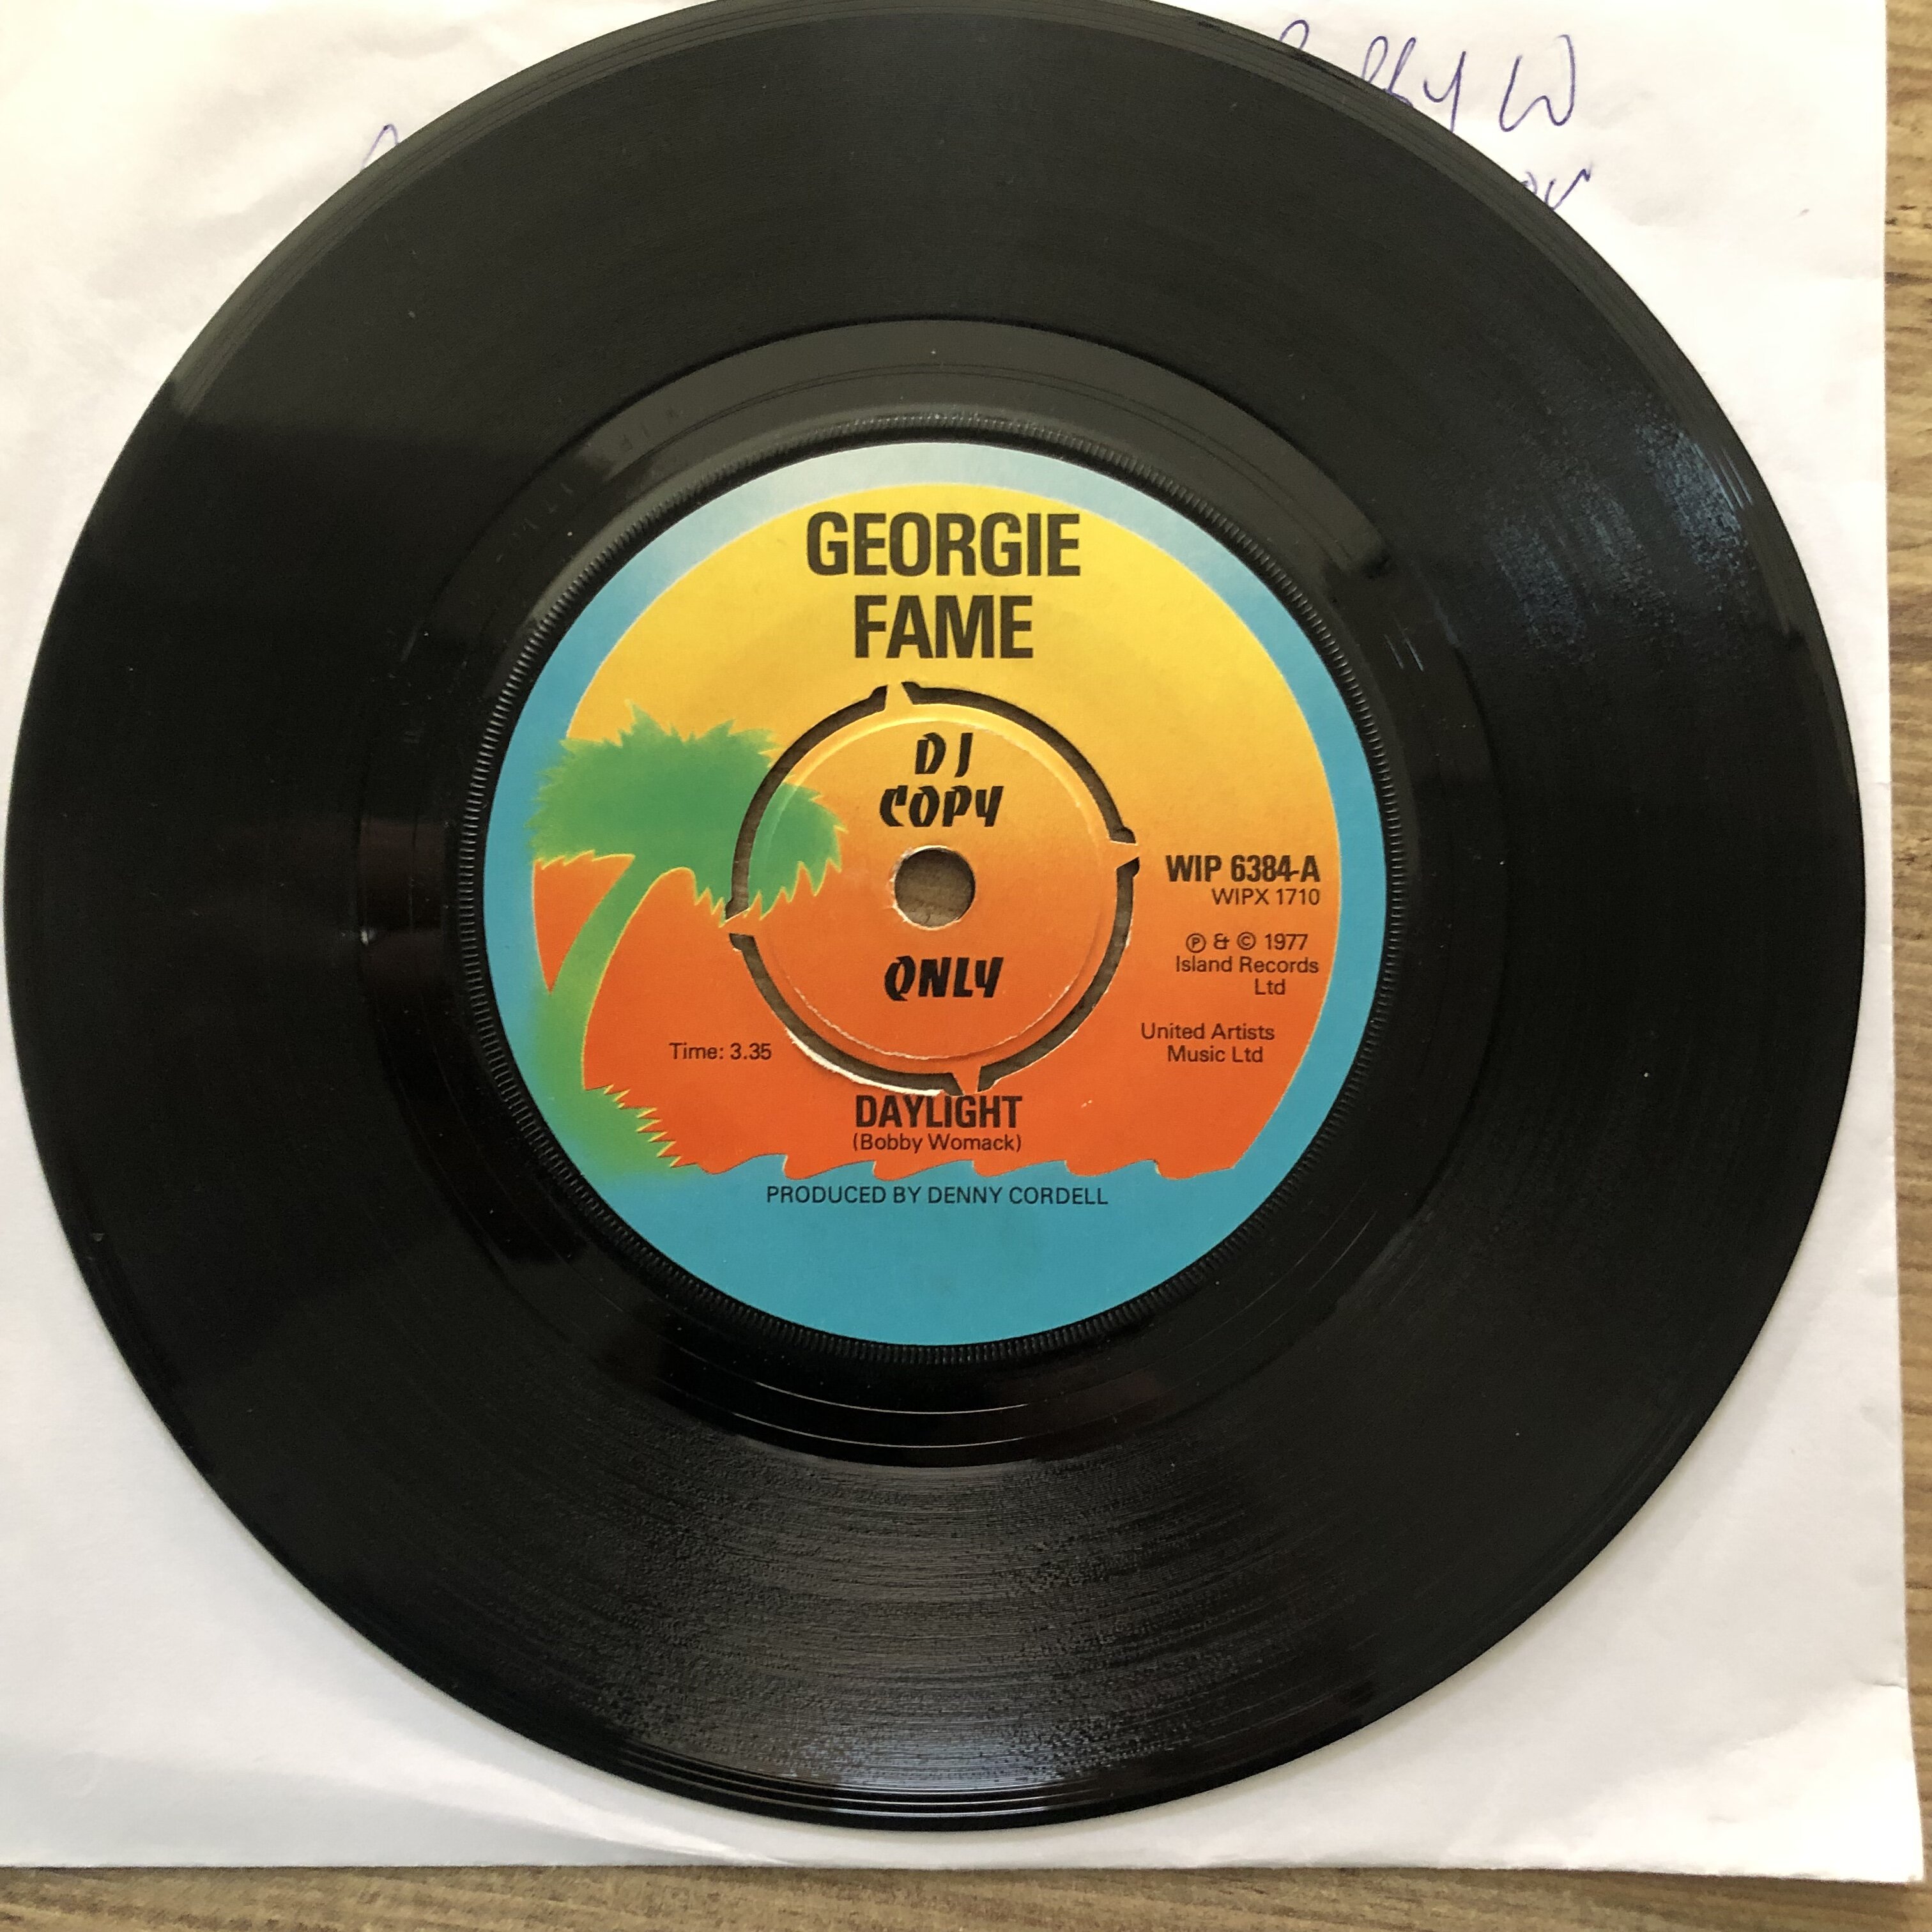 W
GEORGIE
FAME
DJ
COPY
ONLY
WIP 6384-A
WIPX 1710
℗ & © 1977
Island Records
Ltd
United Artists
Music Ltd
Time: 3.35
DAYLIGHT
(Bobby Womack)
PRODUCED BY DENNY CORDELL